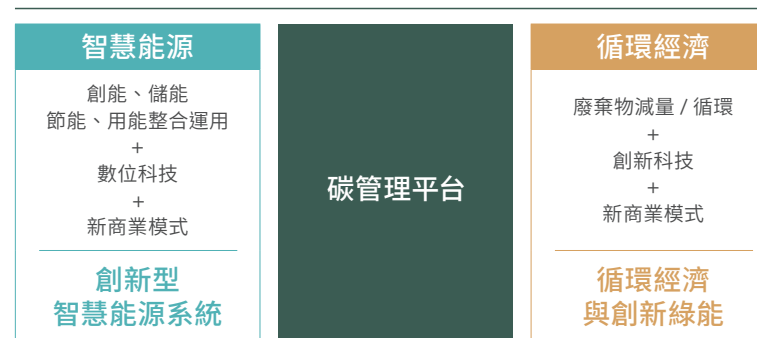 智慧能源
創能、儲能
節能、用能整合運用
+
數位科技
+
新商業模式
創新型
智慧能源系統
碳管理平台
循環經濟
廢棄物減量 / 循環
+
創新科技
+
新商業模式
循環經濟
與創新綠能